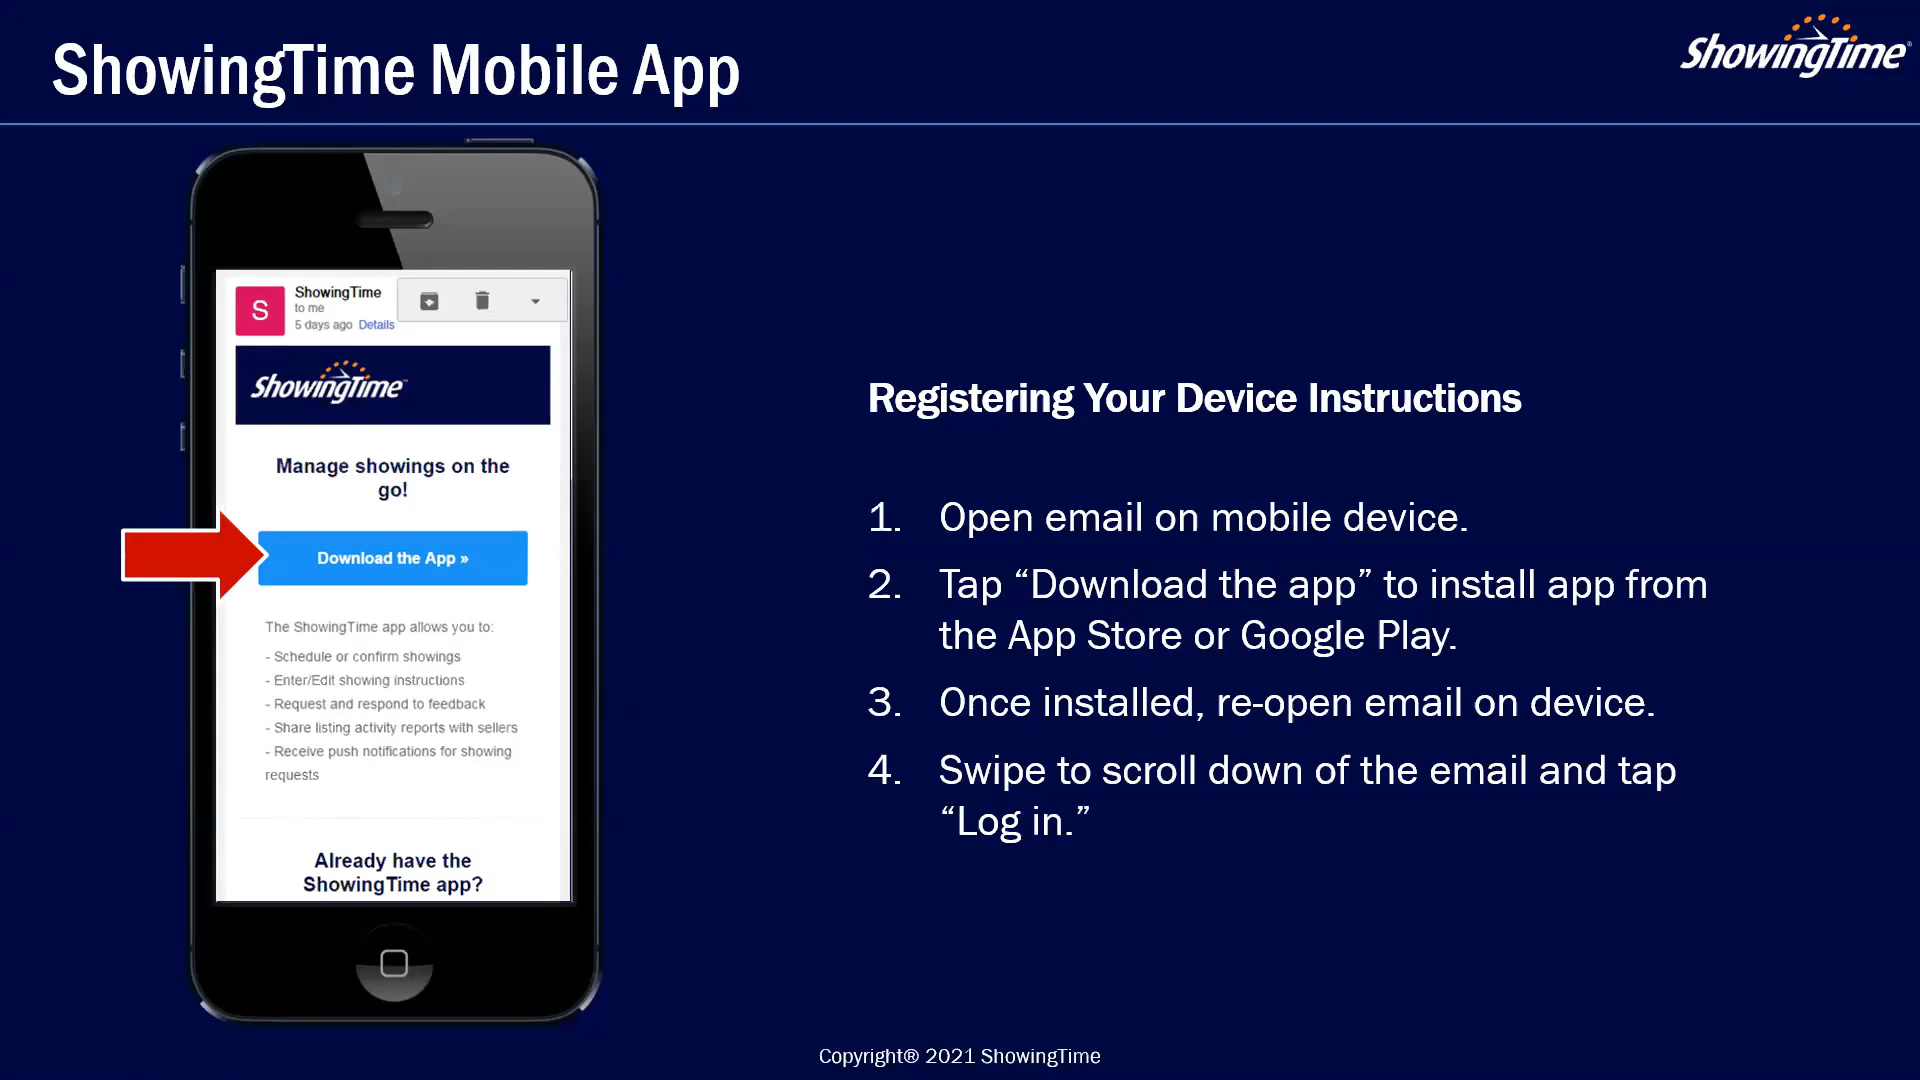 ShowingTime Mobile App
ShowingTime®
S
ShowingTime
to me
5 days ago Details
ShowingTime™
Manage showings on the
go!
Download the App »
The ShowingTime app allows you to:
- Schedule or confirm showings
- Enter/Edit showing instructions
- Request and respond to feedback
- Share listing activity reports with sellers
- Receive push notifications for showing
requests
Already have the
ShowingTime app?
Registering Your Device Instructions
1. Open email on mobile device.
2. Tap “Download the app” to install app from
the App Store or Google Play.
3. Once installed, re-open email on device.
4. Swipe to scroll down of the email and tap
“Log in.”
Copyright® 2021 ShowingTime